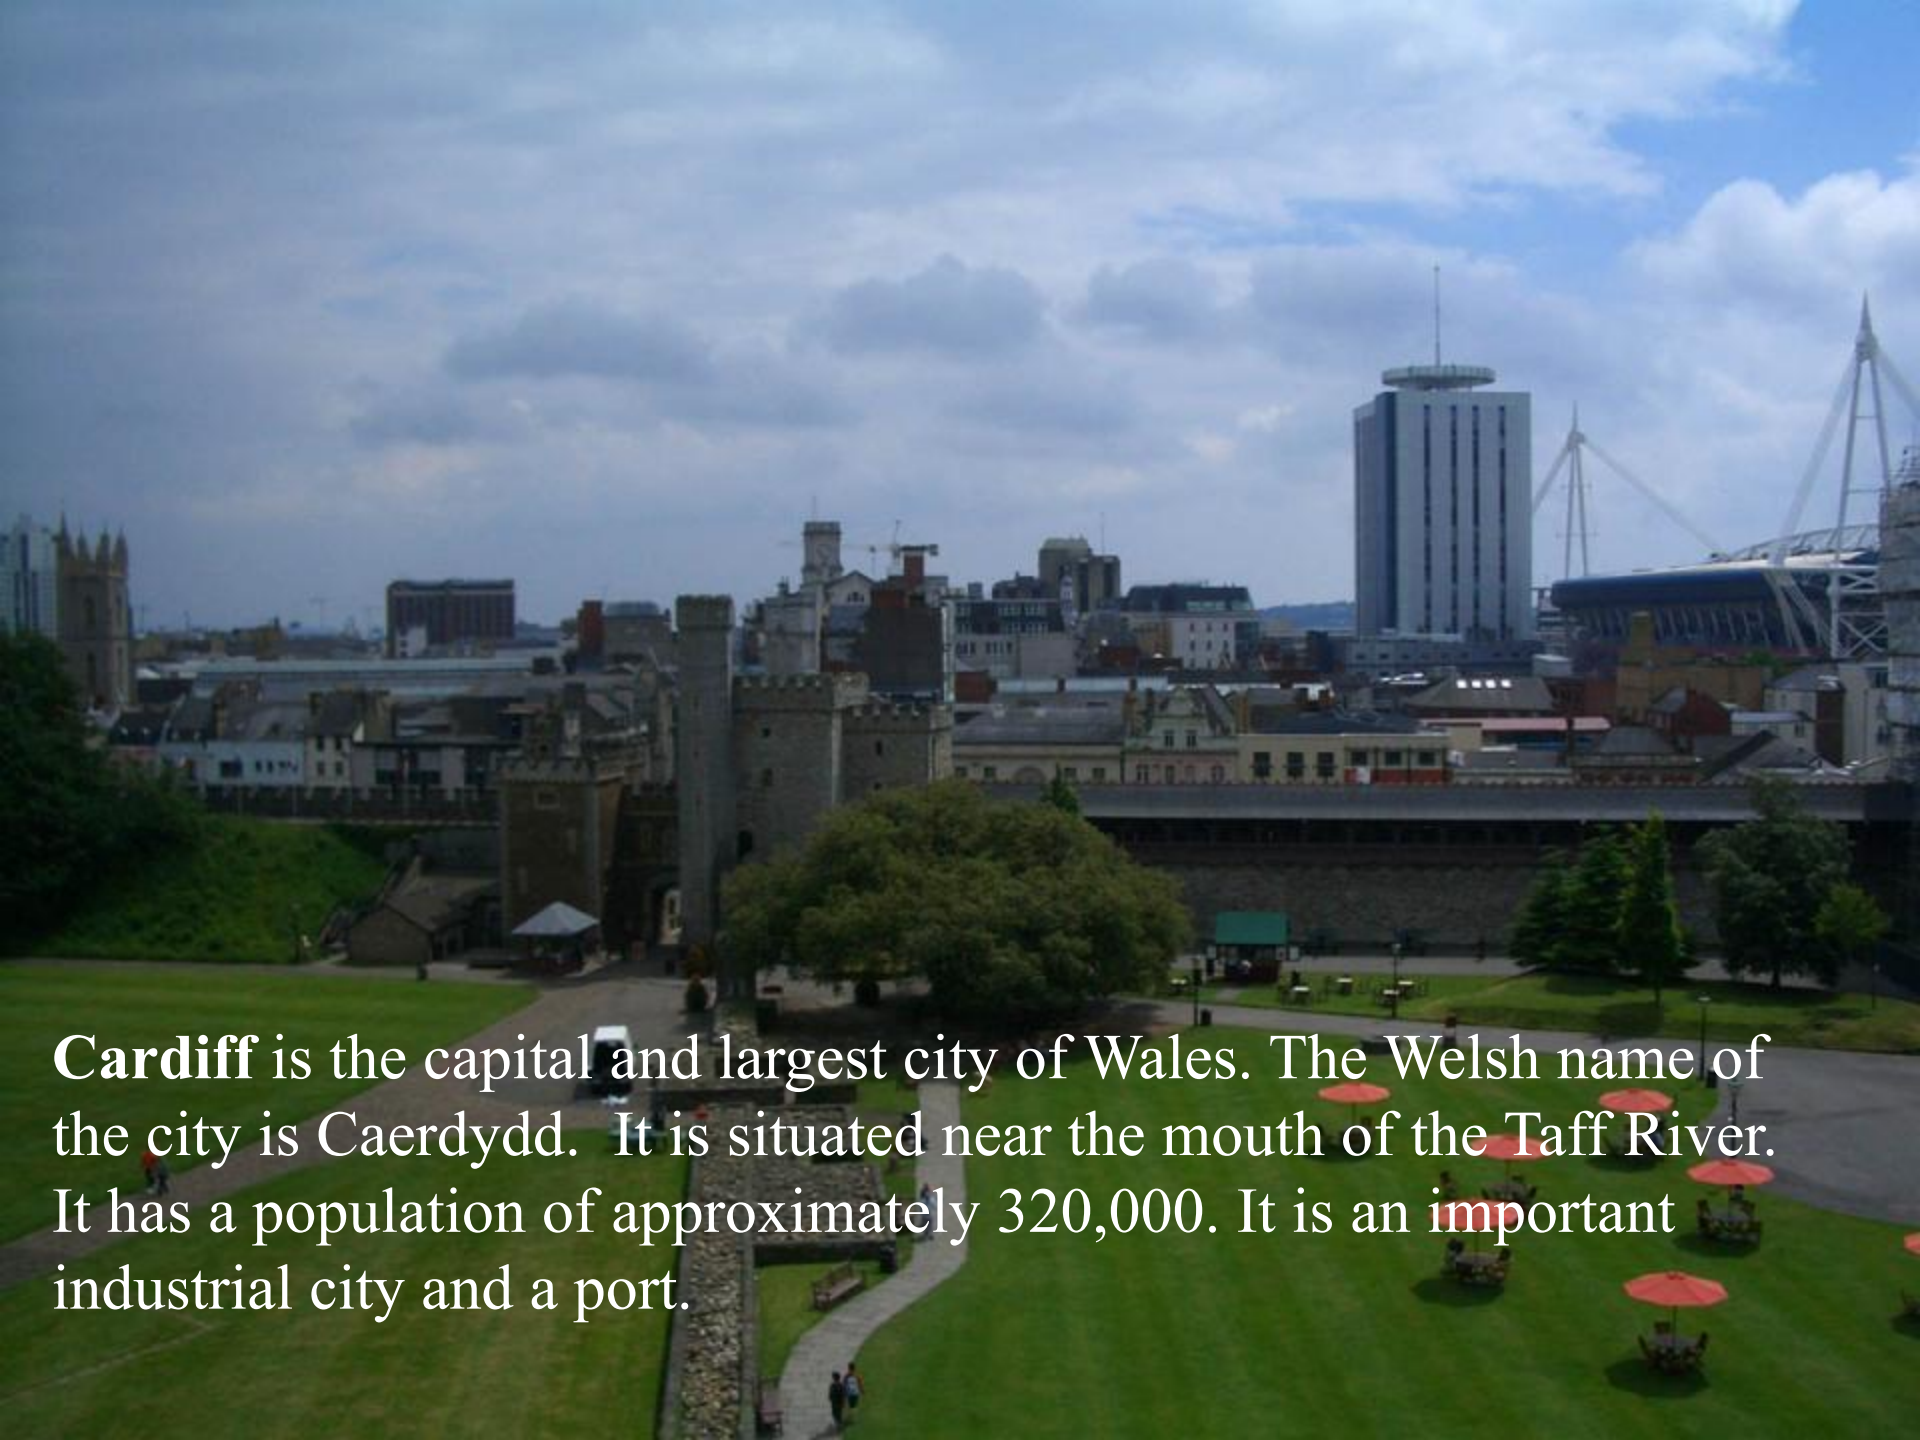 Cardiff is the capital and largest city of Wales. The Welsh name of
the city is Caerdydd.  It is situated near the mouth of the Taff River.
It has a population of approximately 320,000. It is an important
industrial city and a port.